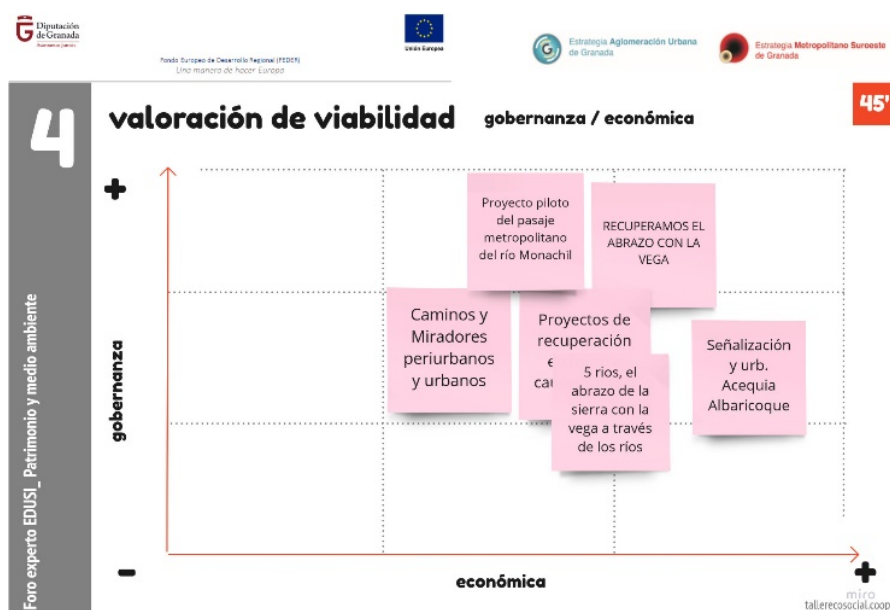 Diputación
de Granada
Fondo Europeo de Desarrollo Regional (FEDER)
Una manera de hacer Europa
Unión Europea
Estrategia Aglomeración Urbana
de Granada
Estrategia Metropolitano Suroeste
de Granada
4
valoración de viabilidad
gobernanza / económica
45'
+
Proyecto piloto
del pasaje
metropolitano
del río Monachil
RECUPERAMOS EL
ABRAZO CON LA
VEGA
Caminos y
Miradores
periurbanos
y urbanos
Proyectos de
recuperación
e
cau
5 rios, el
abrazo de la
sierra con la
vega a través
de los ríos
Señalización
y urb.
Acequia
Albaricoque
gobernanza
Foro experto EDUSI_ Patrimonio y medio ambiente
-
económica
+
miro
tallerecosocial.coop